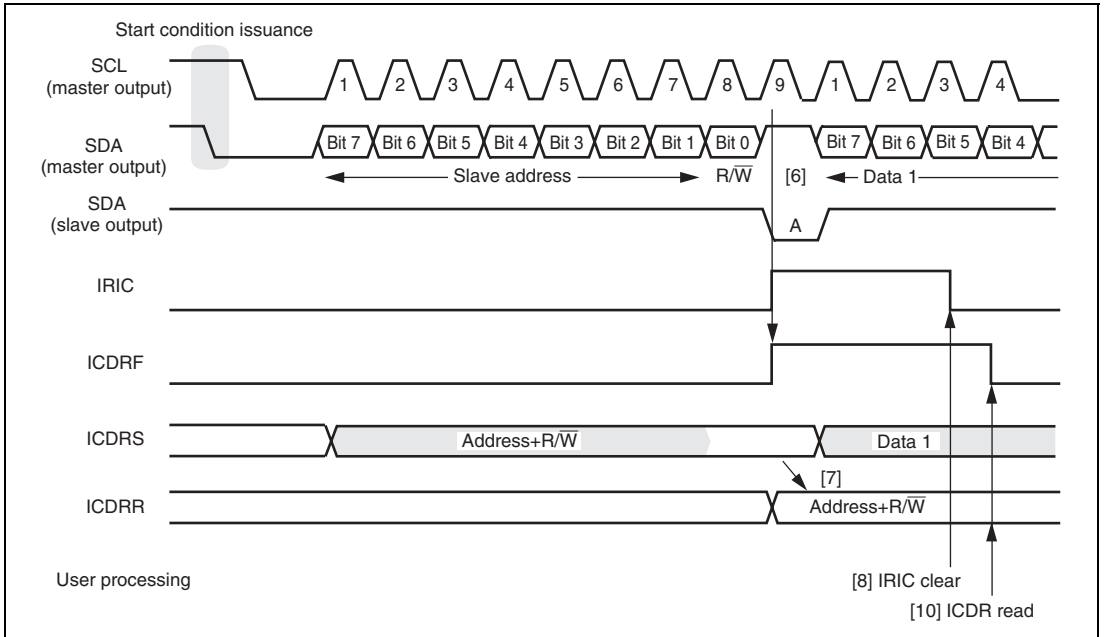 Start condition issuance
SCL
(master output)
1 2 3 4 5 6 7 8 9 1 2 3 4
SDA
(master output)
Bit 7 Bit 6 Bit 5 Bit 4 Bit 3 Bit 2 Bit 1 Bit 0 Bit 7 Bit 6 Bit 5 Bit 4
Slave address R/W̅ [6] Data 1
SDA
(slave output)
A
IRIC
ICDRF
ICDRS
Address+R/W̅ Data 1
[7]
ICDRR
Address+R/W̅
User processing
[8] IRIC clear
[10] ICDR read